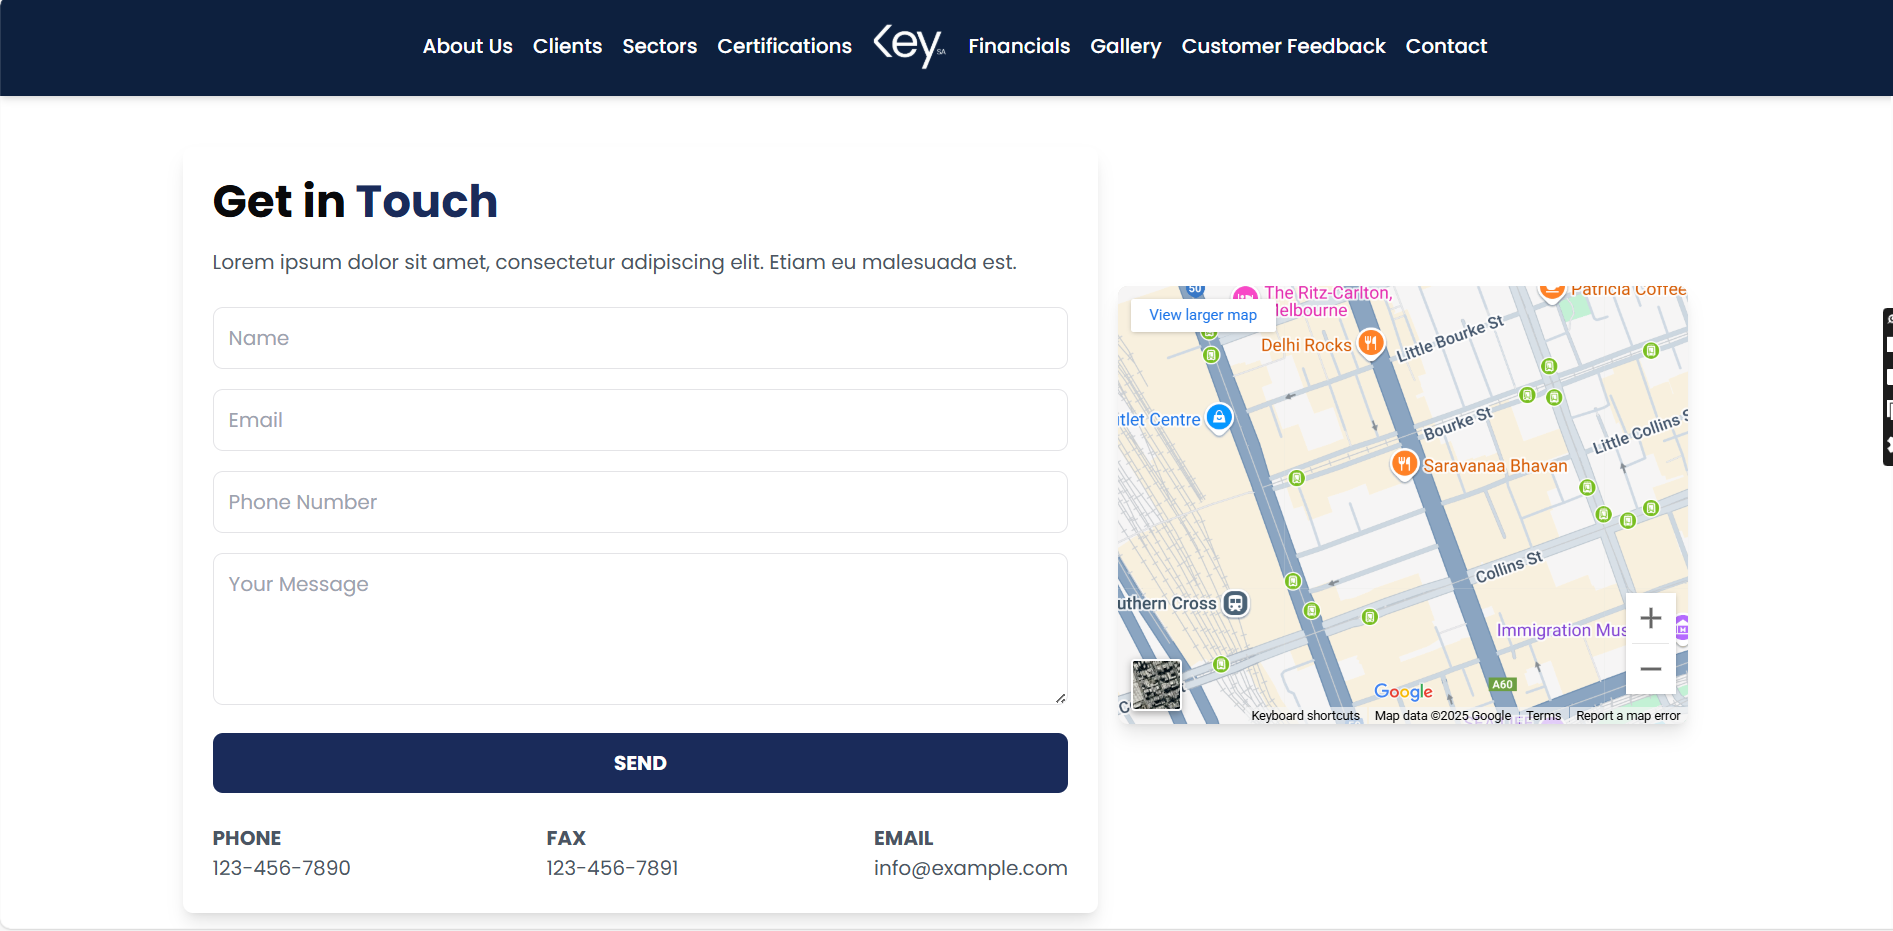 About Us Clients Sectors Certifications Key SA Financials Gallery Customer Feedback Contact
Get in Touch
Lorem ipsum dolor sit amet, consectetur adipiscing elit. Etiam eu malesuada est.
Name
Email
Phone Number
Your Message
SEND
PHONE
123-456-7890
FAX
123-456-7891
EMAIL
info@example.com
50
The Ritz-Carlton,
Melbourne
Patricia Coffee
View larger map
Delhi Rocks
Little Bourke St
tlet Centre
Bourke St
Little Collins S
Saravanaa Bhavan
Collins St
uthern Cross
Immigration Mus
A60
Google
Keyboard shortcuts
Map data ©2025 Google
Terms
Report a map error